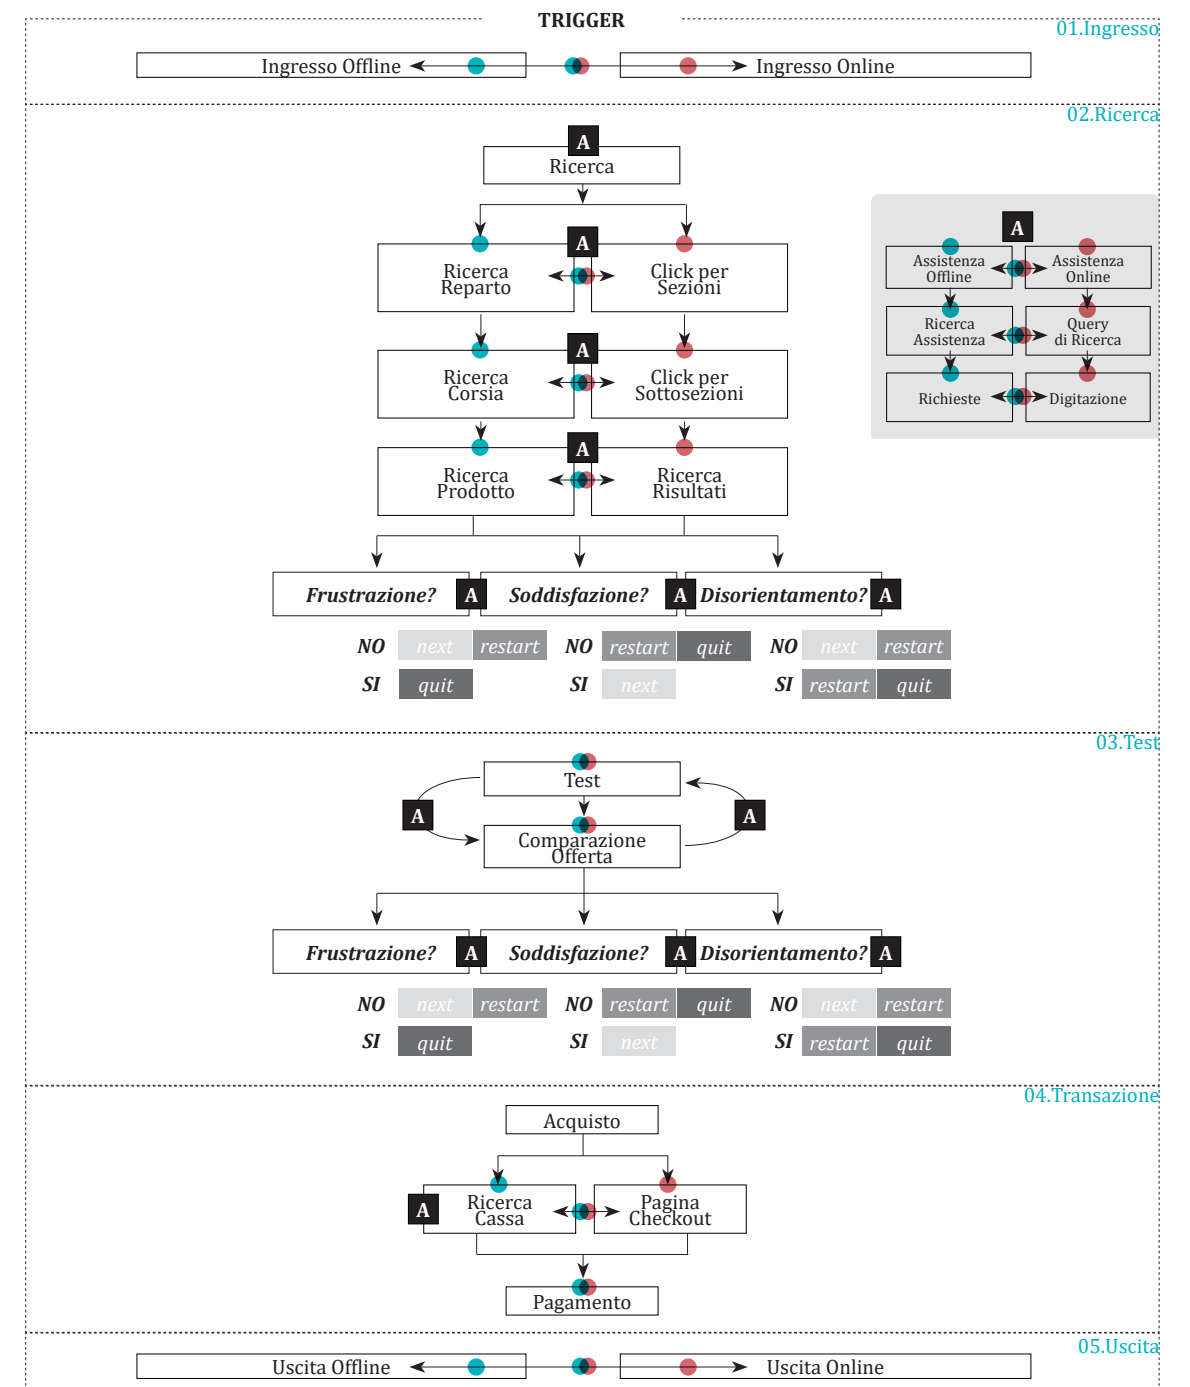 TRIGGER
01.Ingresso
Ingresso Offline
Ingresso Online
02.Ricerca
A
Ricerca
A
Ricerca
Reparto
Click per
Sezioni
A
Ricerca
Corsia
Click per
Sottosezioni
A
Ricerca
Prodotto
Ricerca
Risultati
A
Assistenza
Offline
Assistenza
Online
Ricerca
Assistenza
Query
di Ricerca
Richieste
Digitazione
Frustrazione? A Soddisfazione? A Disorientamento? A
NO next restart NO restart quit NO next restart
SI quit SI next SI restart quit
03.Test
Test
A
A
Comparazione
Offerta
Frustrazione? A Soddisfazione? A Disorientamento? A
NO next restart NO restart quit NO next restart
SI quit SI next SI restart quit
04.Transazione
Acquisto
A
Ricerca
Cassa
Pagina
Checkout
Pagamento
05.Uscita
Uscita Offline
Uscita Online